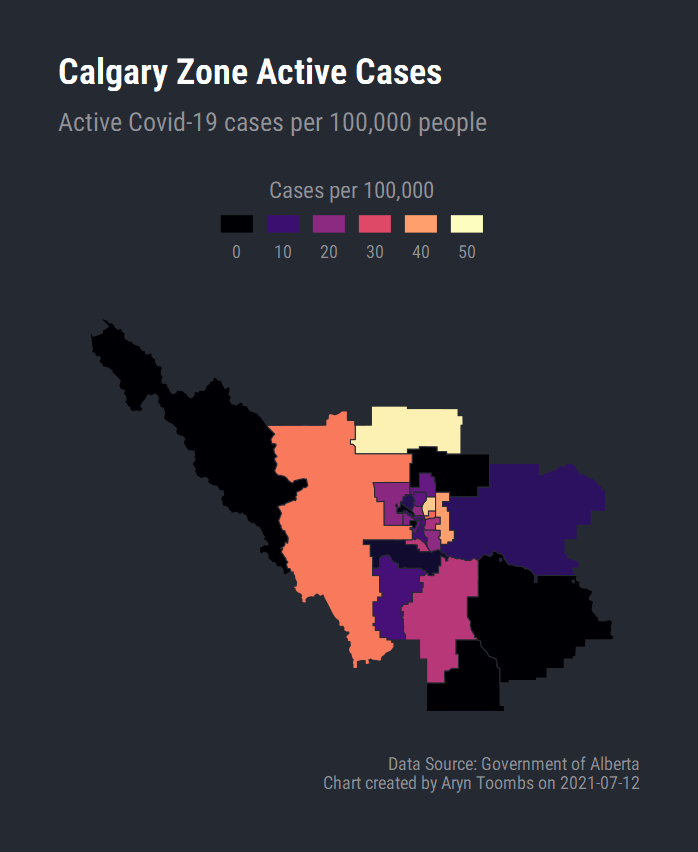 Calgary Zone Active Cases
Active Covid-19 cases per 100,000 people
Cases per 100,000
0 10 20 30 40 50
Data Source: Government of Alberta
Chart created by Aryn Toombs on 2021-07-12